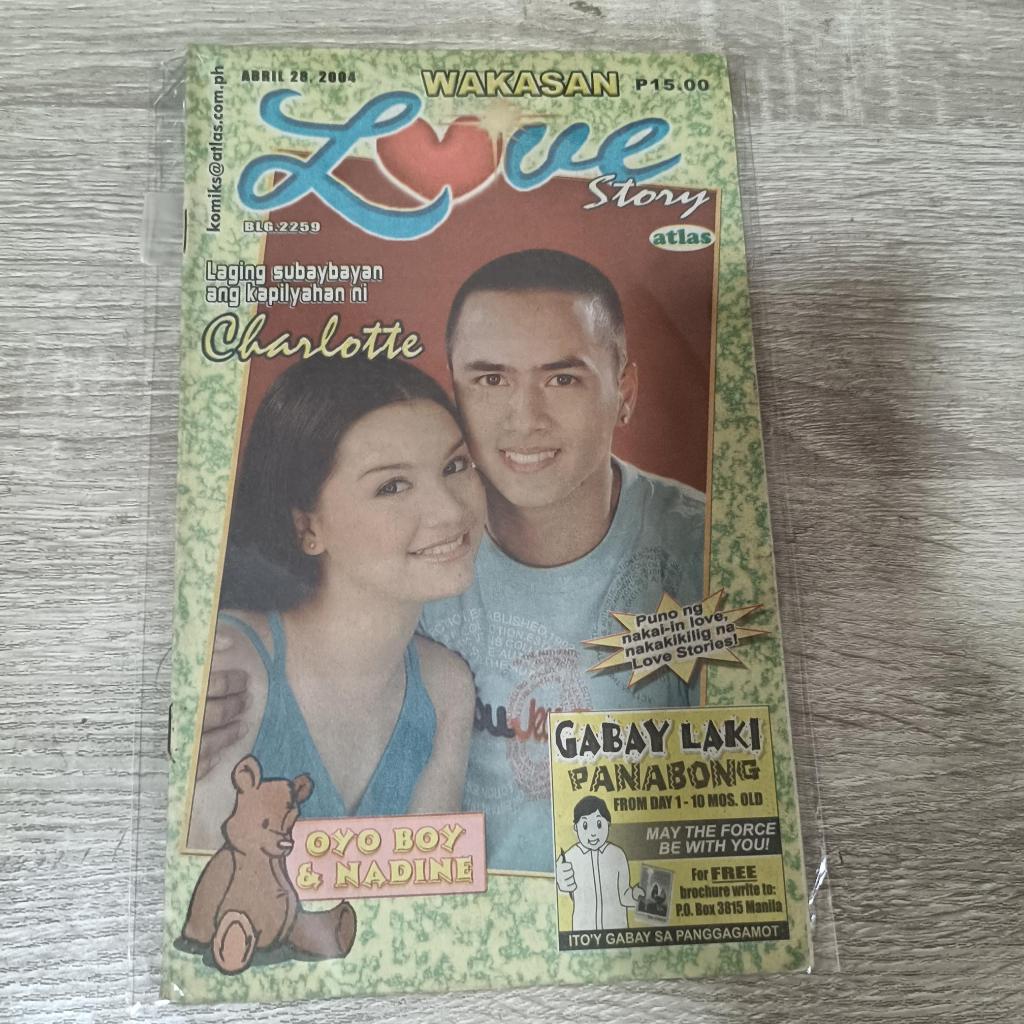 komiks@atlas.com.ph
ABRIL 28, 2004
WAKASAN
P15.00
Love
Story
BLG.2259
atlas
Laging subaybayan
ang kapilyahan ni
Charlotte
Puno ng
nakai-in love,
nakakikilig na
Love Stories!
OYO BOY
& NADINE
GABAY LAKI
PANABONG
FROM DAY 1 - 10 MOS. OLD
MAY THE FORCE
BE WITH YOU!
For FREE
brochure write to:
P.O. Box 3815 Manila
ITO'Y GABAY SA PANGGAGAMOT